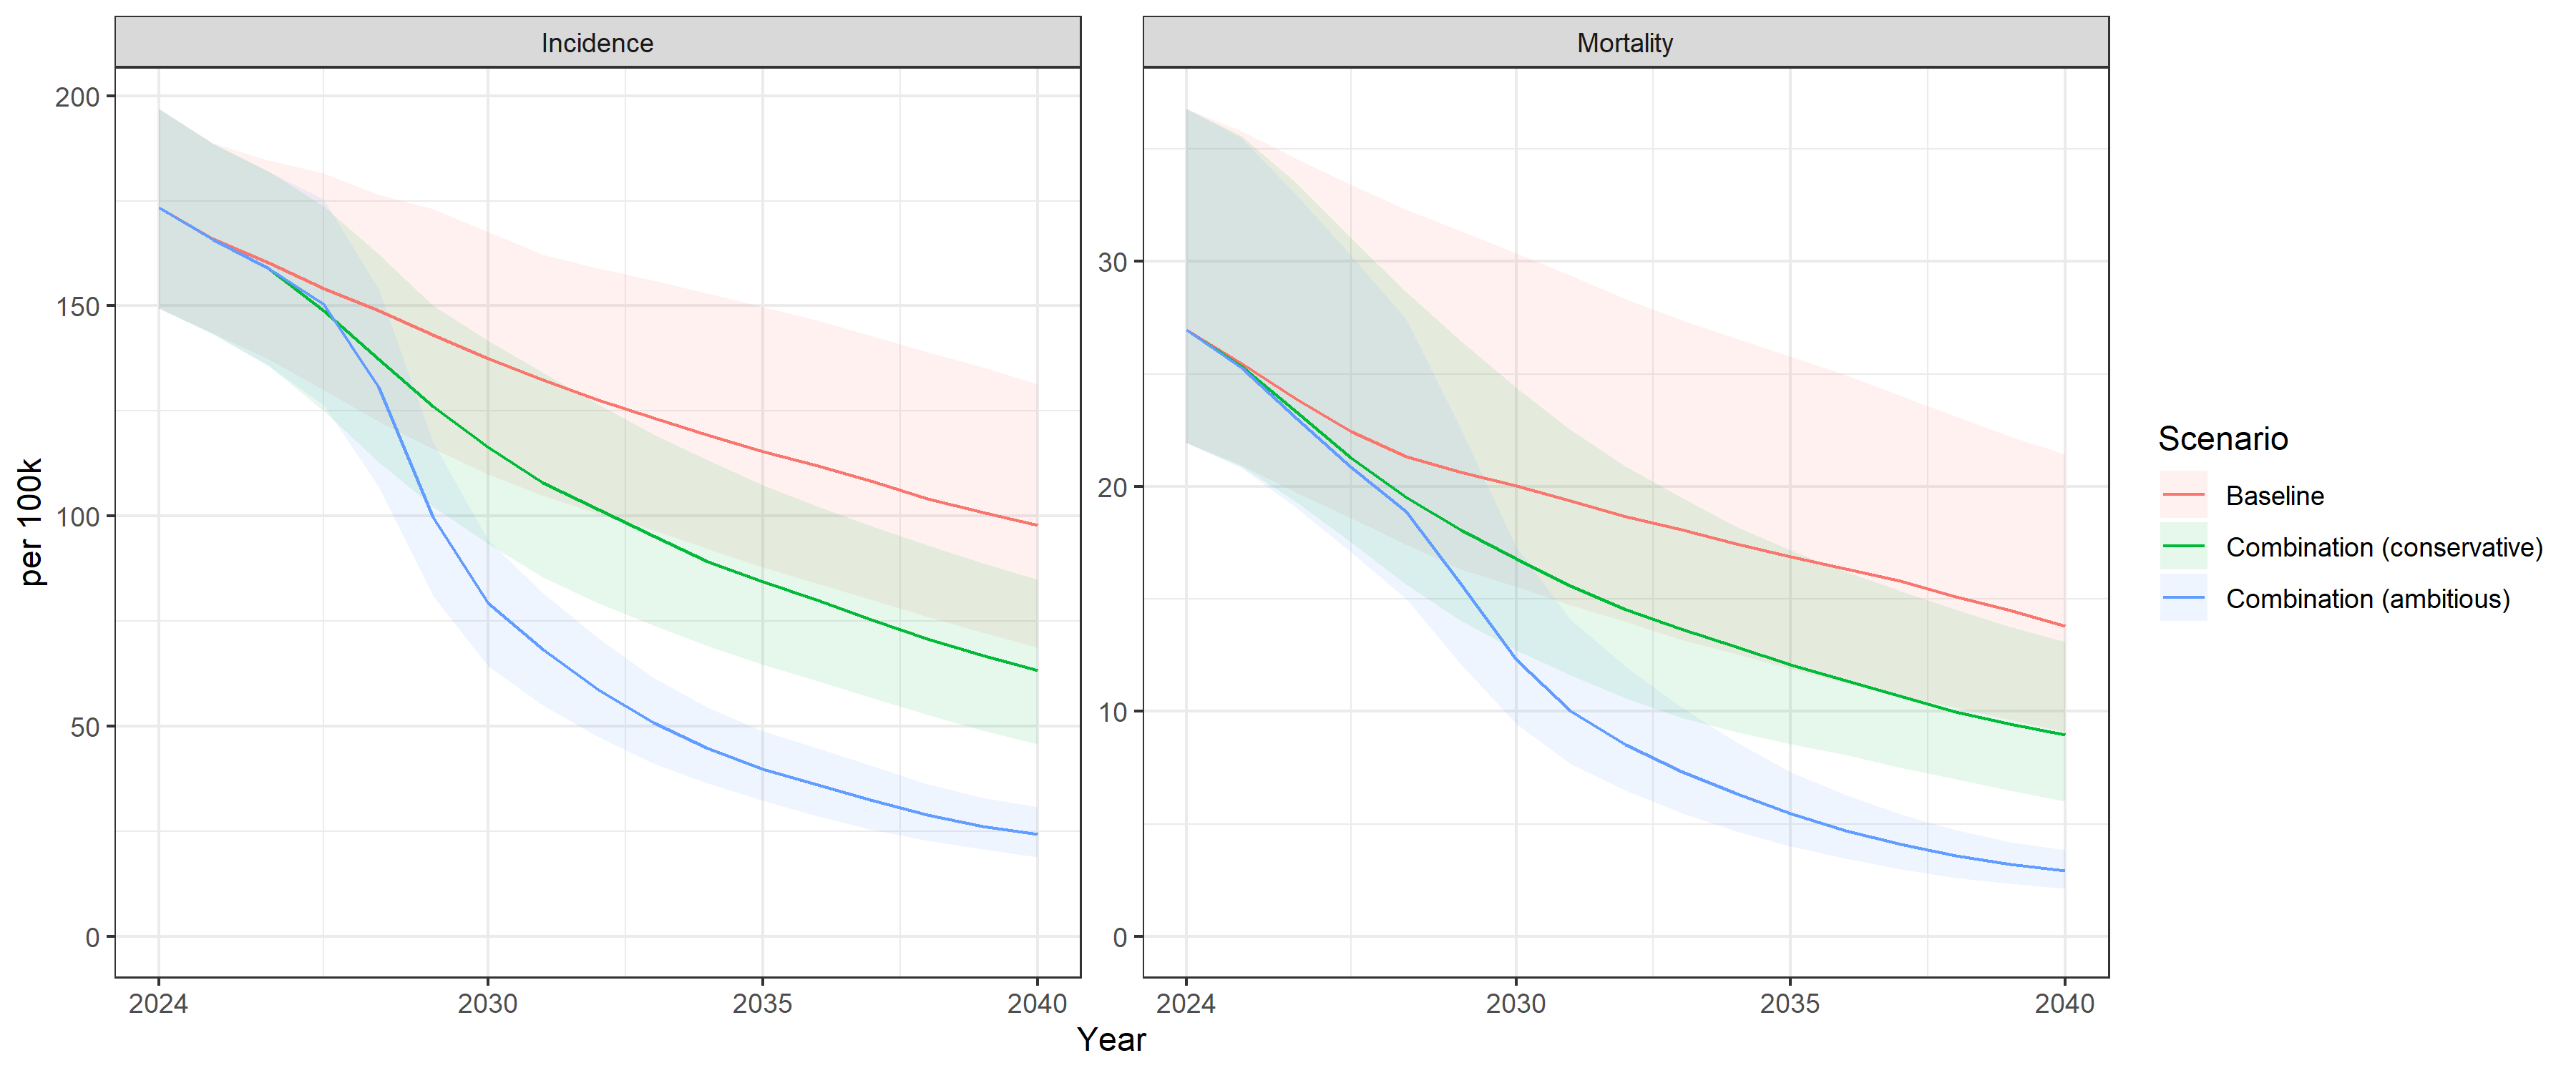 Incidence
Mortality
per 100k
200
150
100
50
0
30
20
10
0
2024
2030
2035
2040
2024
2030
2035
2040
Year
Scenario
Baseline
Combination (conservative)
Combination (ambitious)